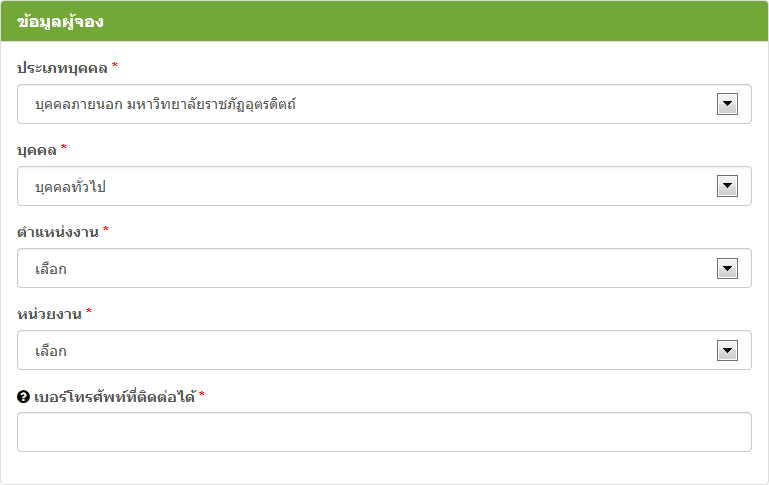 ข้อมูลผู้จอง
ประเภทบุคคล *
บุคคลภายนอก มหาวิทยาลัยราชภัฏอุตรดิตถ์
บุคคล *
บุคคลทั่วไป
ตำแหน่งงาน *
เลือก
หน่วยงาน *
เลือก
? เบอร์โทรศัพท์ที่ติดต่อได้ *